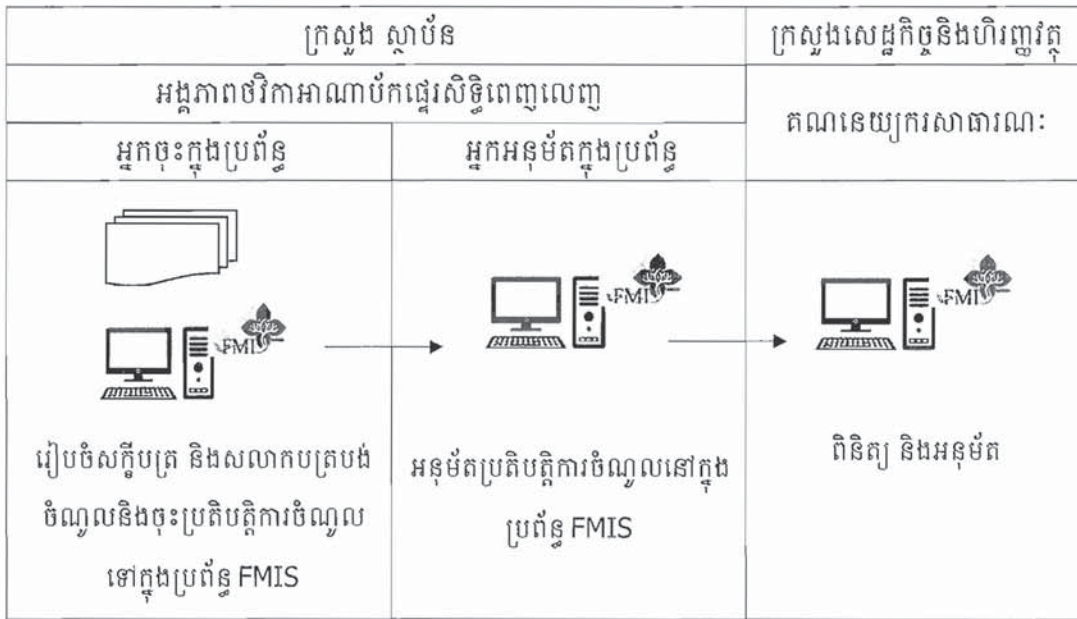 ក្រសួង ស្ថាប័ន
ក្រសួងសេដ្ឋកិច្ចនិងហិរញ្ញវត្ថុ
អង្គភាពថវិកាអាណាប័កផ្ទេរសិទ្ធិពេញលេញ
គណនេយ្យករសាធារណៈ
អ្នកចុះក្នុងប្រព័ន្ធ
អ្នកអនុម័តក្នុងប្រព័ន្ធ
FMIS
FMIS
FMIS
រៀបចំសក្ខីបត្រ និងសលាកបត្របង់
ចំណូលនិងចុះប្រតិបត្តិការចំណូល
ទៅក្នុងប្រព័ន្ធ FMIS
អនុម័តប្រតិបត្តិការចំណូលនៅក្នុង
ប្រព័ន្ធ FMIS
ពិនិត្យ និងអនុម័ត